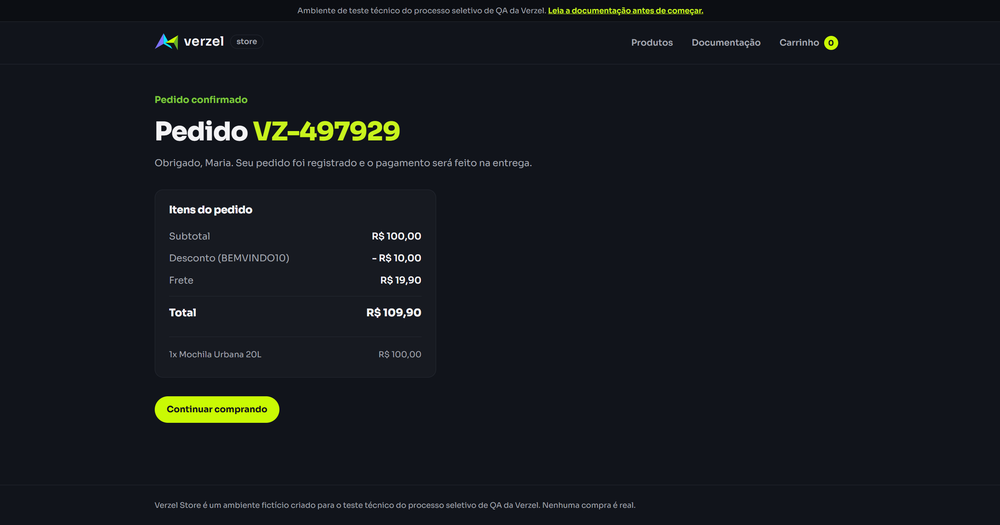 Ambiente de teste técnico do processo seletivo de QA da Verzel. Leia a documentação antes de começar.
verzel store
Produtos Documentação Carrinho 0
Pedido confirmado
Pedido VZ-497929
Obrigado, Maria. Seu pedido foi registrado e o pagamento será feito na entrega.
Itens do pedido
Subtotal R$ 100,00
Desconto (BEMVINDO10) - R$ 10,00
Frete R$ 19,90
Total R$ 109,90
1x Mochila Urbana 20L R$ 100,00
Continuar comprando
Verzel Store é um ambiente fictício criado para o teste técnico do processo seletivo de QA da Verzel. Nenhuma compra é real.